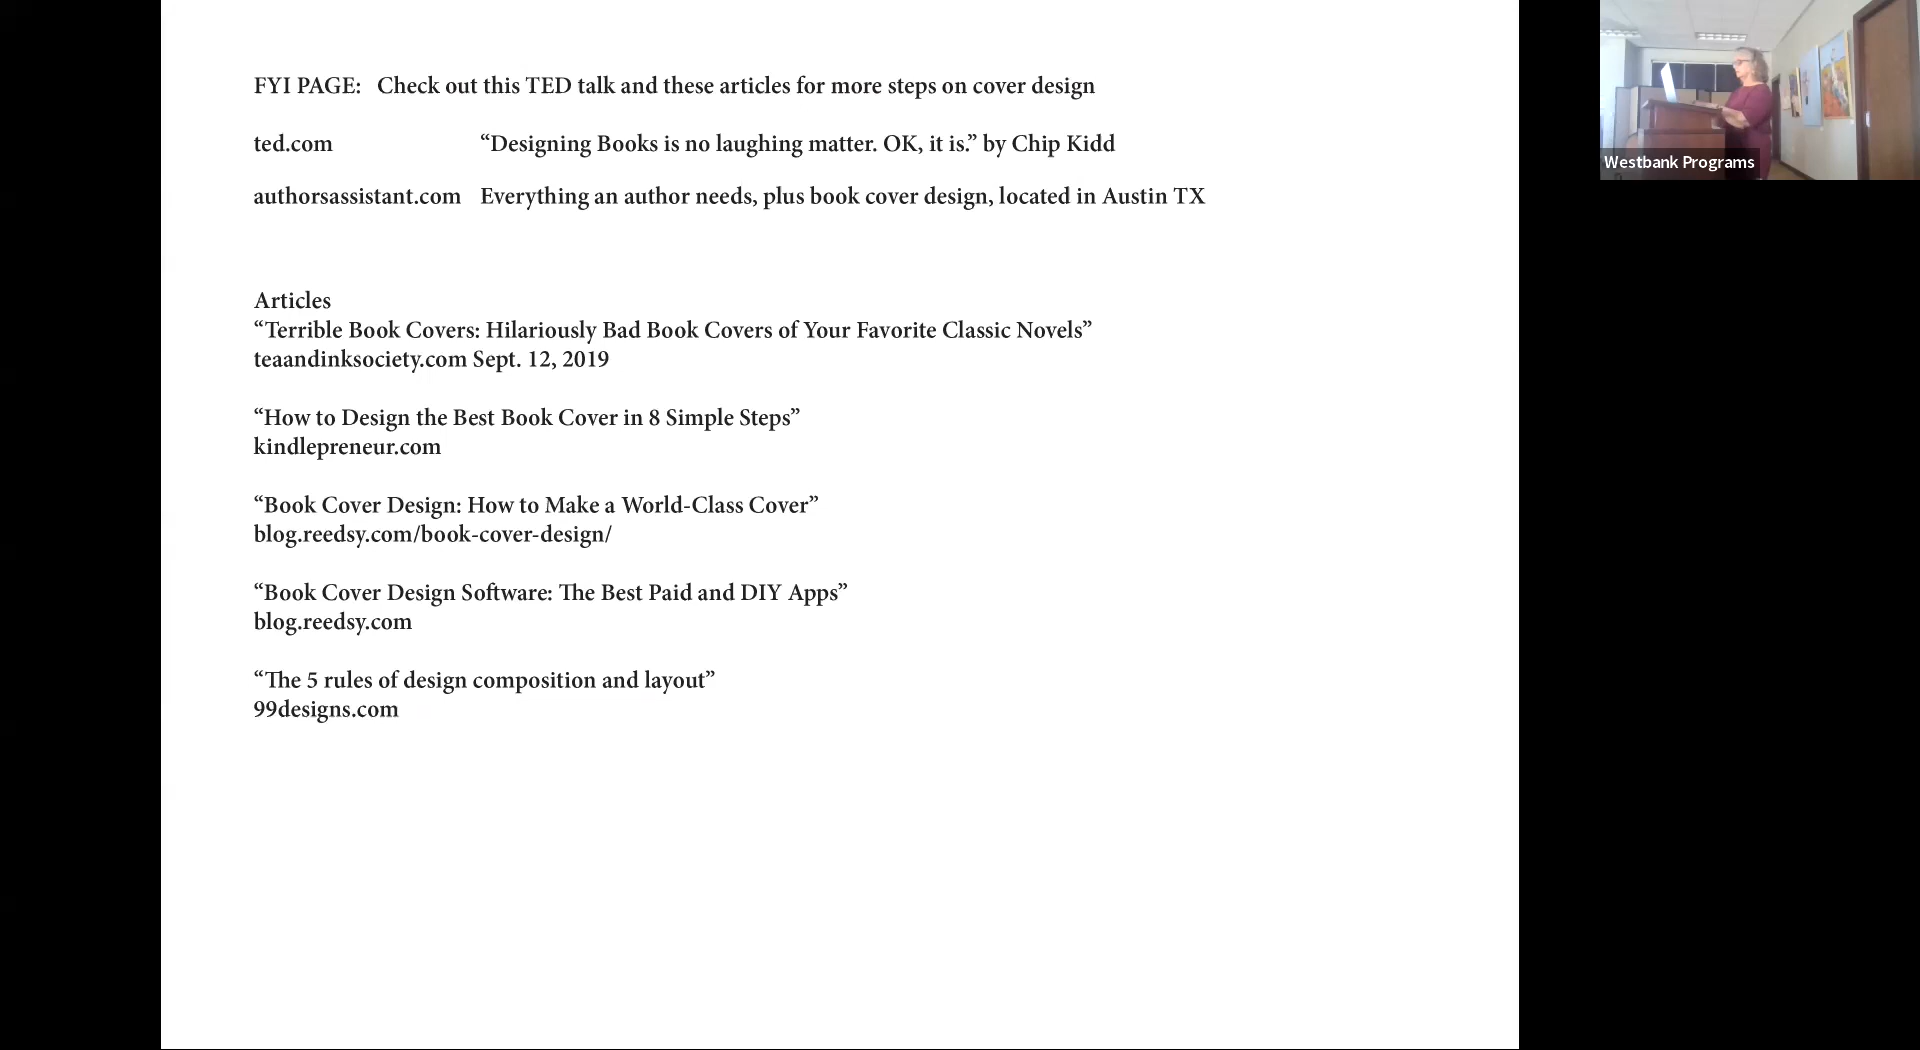 FYI PAGE: Check out this TED talk and these articles for more steps on cover design
ted.com “Designing Books is no laughing matter. OK, it is.” by Chip Kidd
authorsassistant.com Everything an author needs, plus book cover design, located in Austin TX
Articles
“Terrible Book Covers: Hilariously Bad Book Covers of Your Favorite Classic Novels”
teaandinksociety.com Sept. 12, 2019
“How to Design the Best Book Cover in 8 Simple Steps”
kindlepreneur.com
“Book Cover Design: How to Make a World-Class Cover”
blog.reedsy.com/book-cover-design/
“Book Cover Design Software: The Best Paid and DIY Apps”
blog.reedsy.com
“The 5 rules of design composition and layout”
99designs.com
Westbank Programs